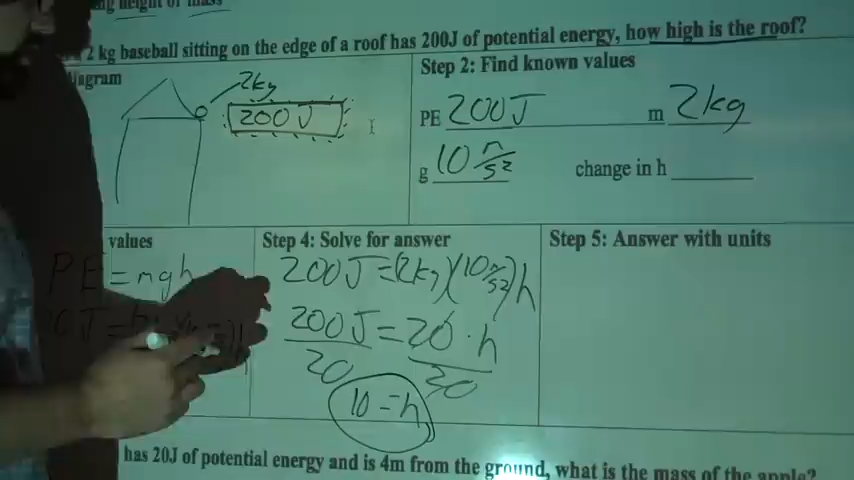 ng height of mass
2 kg baseball sitting on the edge of a roof has 200J of potential energy, how high is the roof?
iagram
2kg
200J
Step 2: Find known values
PE 200J m 2kg
g 10 m/s² change in h
values
PE = mgh
Step 4: Solve for answer
200J=(2kg)(10 m/s²)h
200J = 20 · h
20 20
10 = h
Step 5: Answer with units
has 20J of potential energy and is 4m from the ground, what is the mass of the apple?